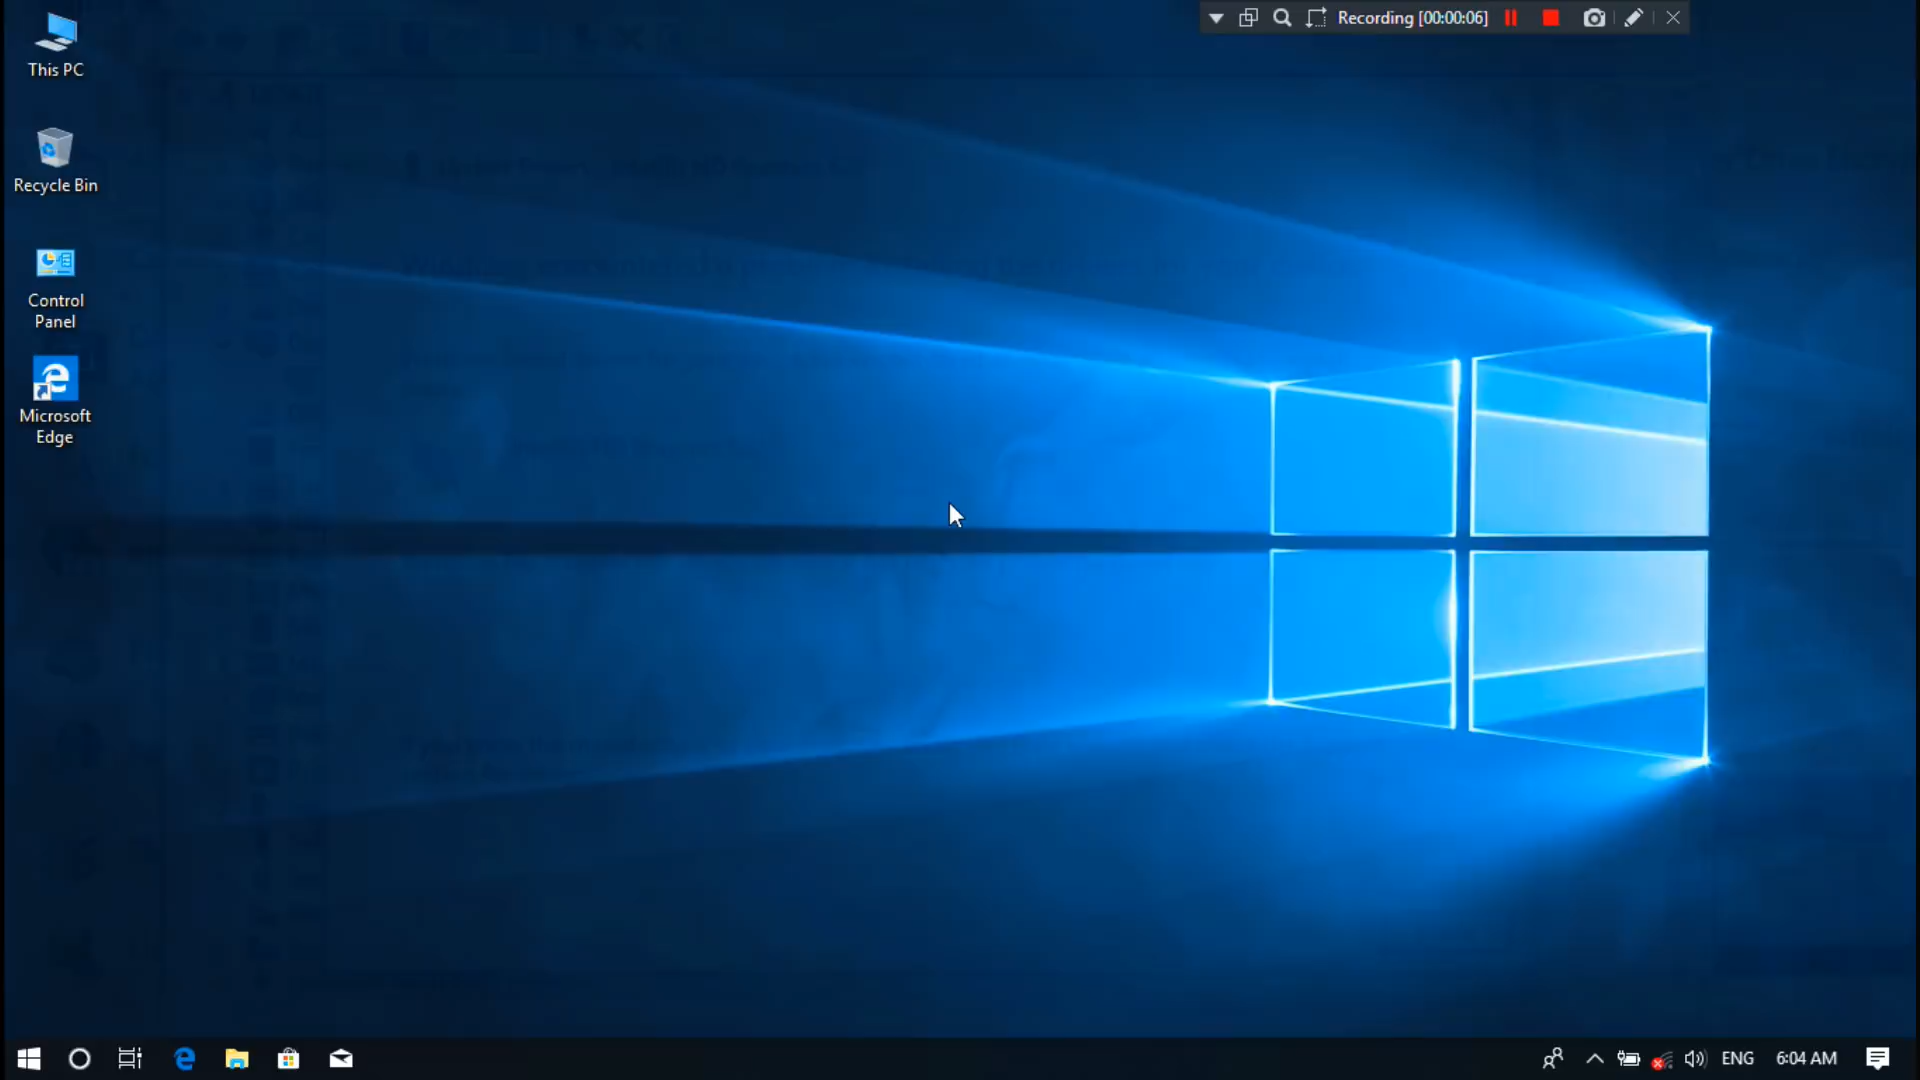 Recording [00:00:06]
This PC
Recycle Bin
Control
Panel
Microsoft
Edge
ENG
6:04 AM